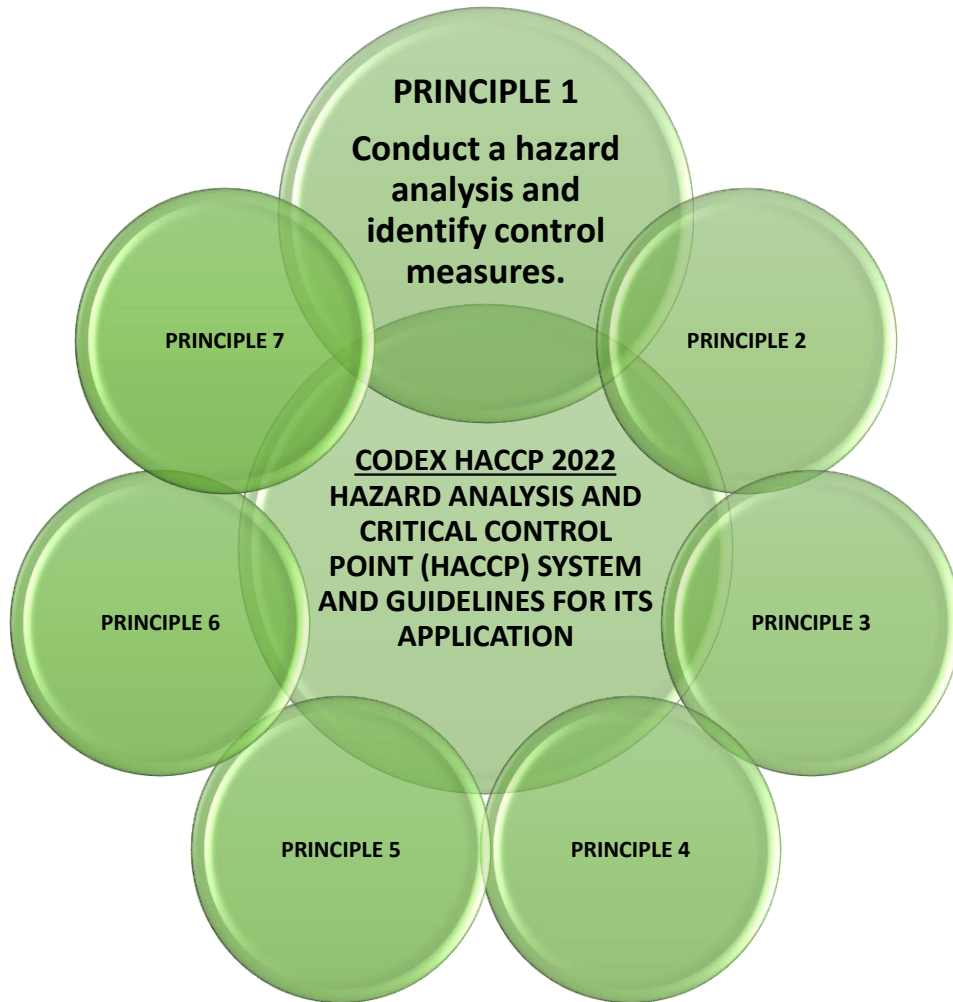 PRINCIPLE 1
Conduct a hazard
analysis and
identify control
measures.
PRINCIPLE 7
PRINCIPLE 2
CODEX HACCP 2022
HAZARD ANALYSIS AND
CRITICAL CONTROL
POINT (HACCP) SYSTEM
AND GUIDELINES FOR ITS
APPLICATION
PRINCIPLE 6
PRINCIPLE 3
PRINCIPLE 5
PRINCIPLE 4